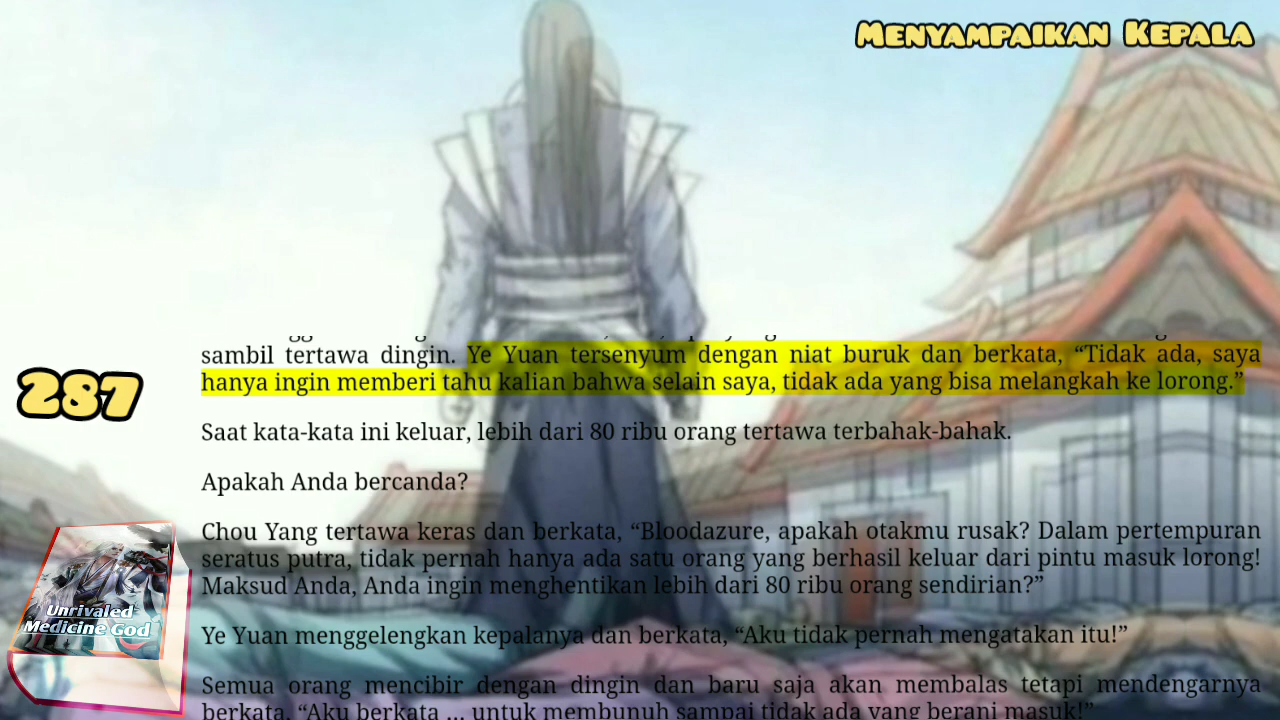 Menyampaikan Kepala
sambil tertawa dingin. Ye Yuan tersenyum dengan niat buruk dan berkata, “Tidak ada, saya
hanya ingin memberi tahu kalian bahwa selain saya, tidak ada yang bisa melangkah ke lorong.”
287
Saat kata-kata ini keluar, lebih dari 80 ribu orang tertawa terbahak-bahak.
Apakah Anda bercanda?
Chou Yang tertawa keras dan berkata, “Bloodazure, apakah otakmu rusak? Dalam pertempuran
seratus putra, tidak pernah hanya ada satu orang yang berhasil keluar dari pintu masuk lorong!
Maksud Anda, Anda ingin menghentikan lebih dari 80 ribu orang sendirian?”
Unrivaled
Medicine God
Ye Yuan menggelengkan kepalanya dan berkata, “Aku tidak pernah mengatakan itu!”
Semua orang mencibir dengan dingin dan baru saja akan membalas tetapi mendengarnya
berkata, “Aku berkata ... untuk membunuh sampai tidak ada yang berani masuk!”